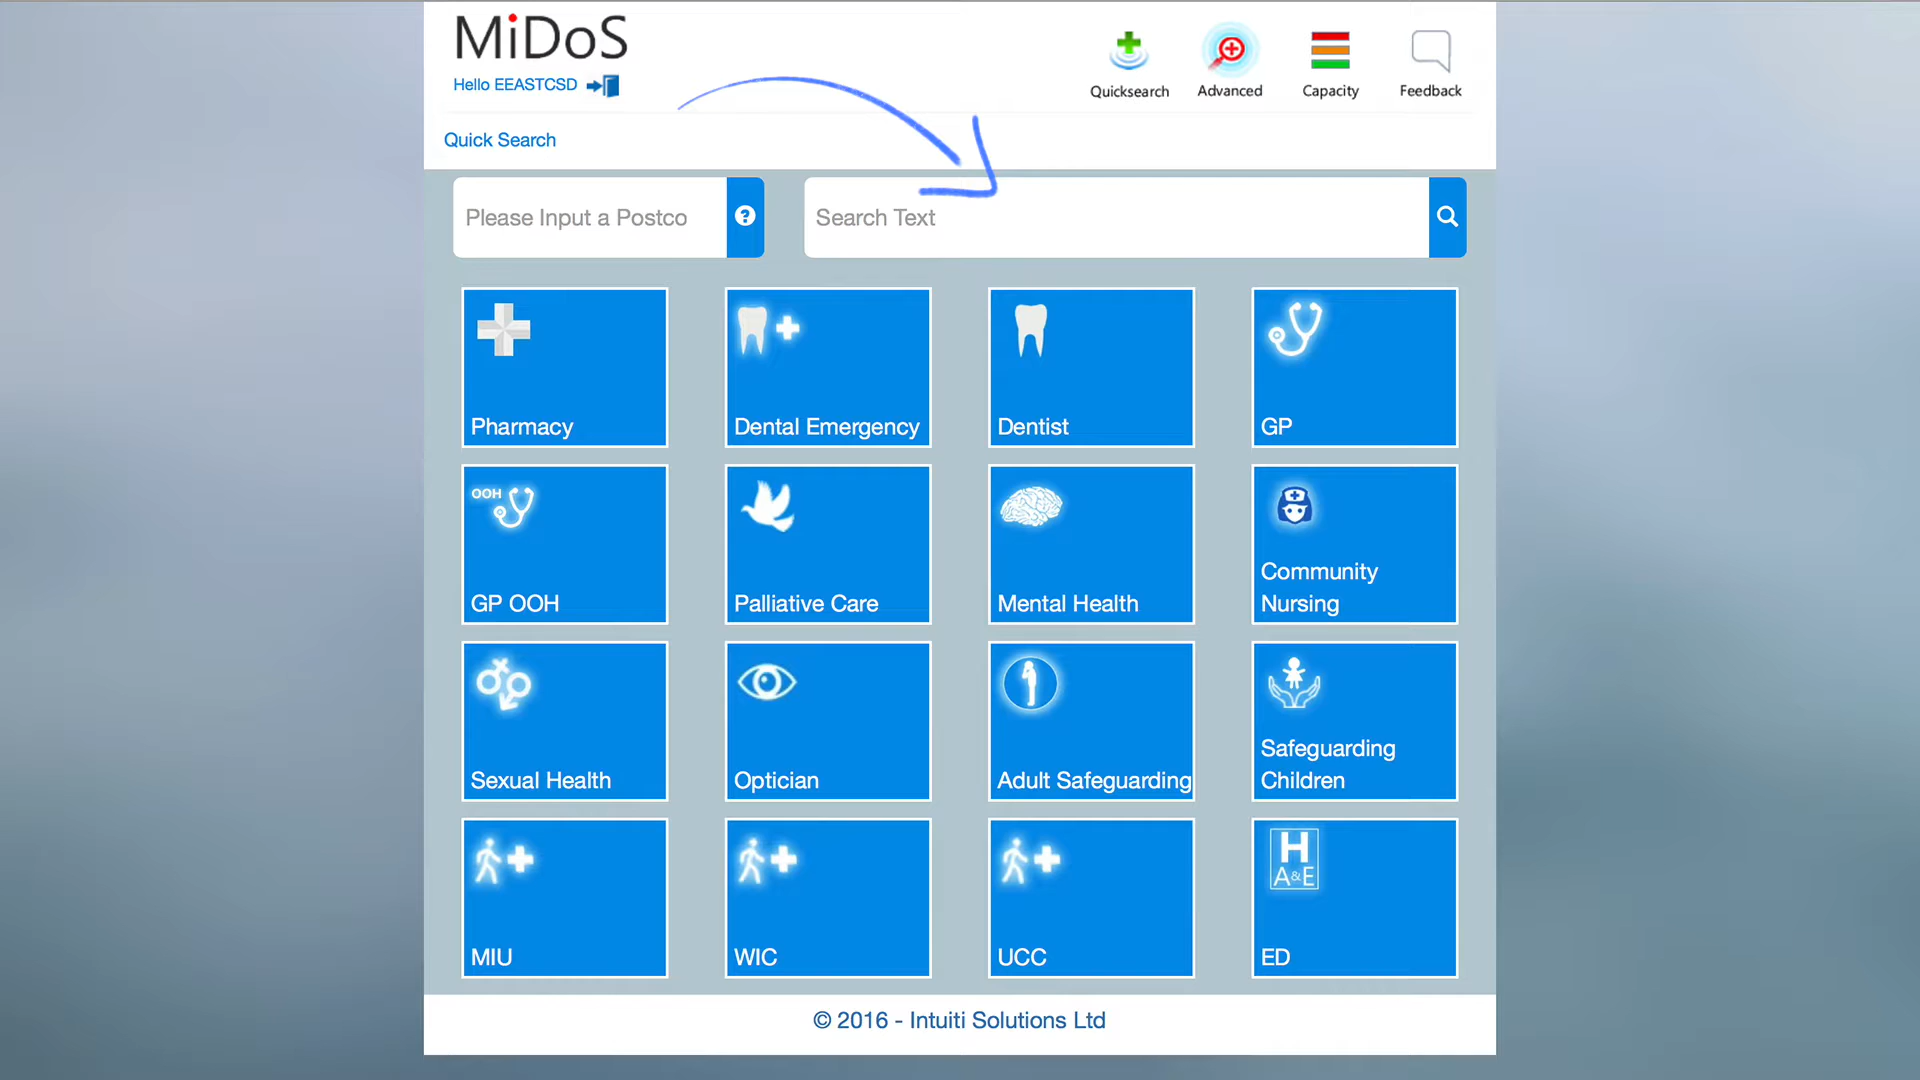 MiDoS
Hello EEASTCSD
Quicksearch
Advanced
Capacity
Feedback
Quick Search
Please Input a Postco
?
Search Text
Pharmacy
Dental Emergency
Dentist
GP
OOH
GP OOH
Palliative Care
Mental Health
Community
Nursing
Sexual Health
Optician
Adult Safeguarding
Safeguarding
Children
MIU
WIC
UCC
H
A&E
ED
© 2016 - Intuiti Solutions Ltd